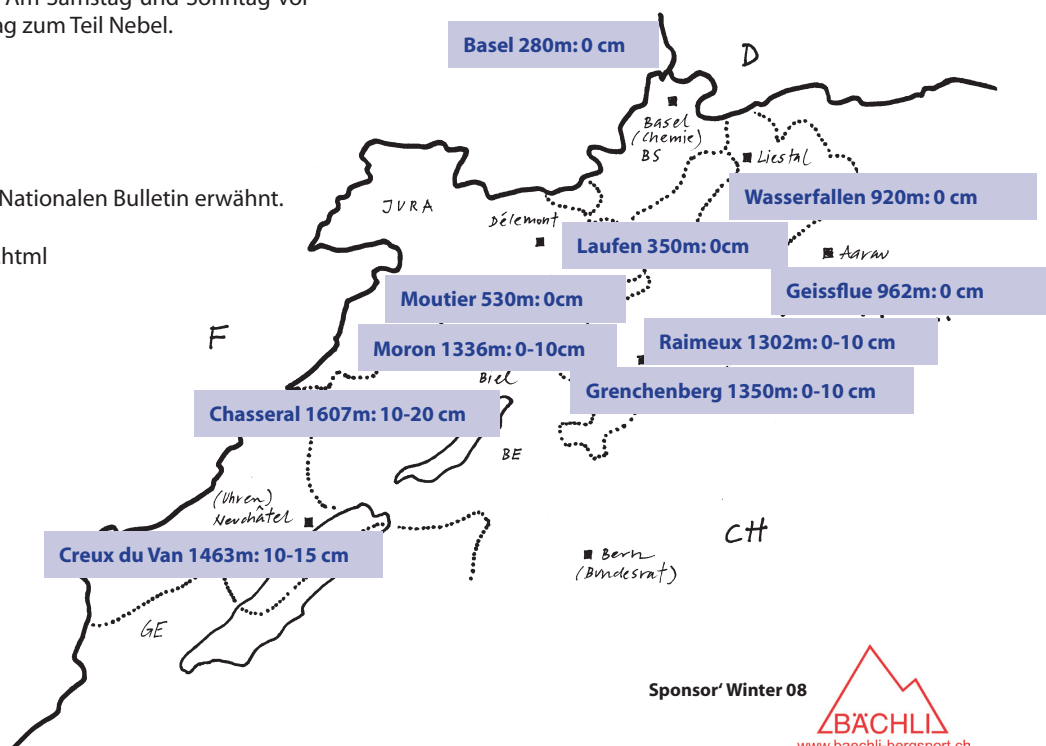 Am Samstag und Sonntag vor
ag zum Teil Nebel.
Basel 280m: 0 cm
D
Basel
(Chemie)
BS
Liestal
Nationalen Bulletin erwähnt.
Wasserfallen 920m: 0 cm
JURA
Délemont
Laufen 350m: 0cm
Aarau
html
Moutier 530m: 0cm
Geissflue 962m: 0 cm
F
Moron 1336m: 0-10cm
Raimeux 1302m: 0-10 cm
Biel
Grenchenberg 1350m: 0-10 cm
Chasseral 1607m: 10-20 cm
BE
(Uhren)
Neuchâtel
CH
Creux du Van 1463m: 10-15 cm
Bern
(Bundesrat)
GE
Sponsor‘ Winter 08
BÄCHLI
www.baechli-bergsport.ch